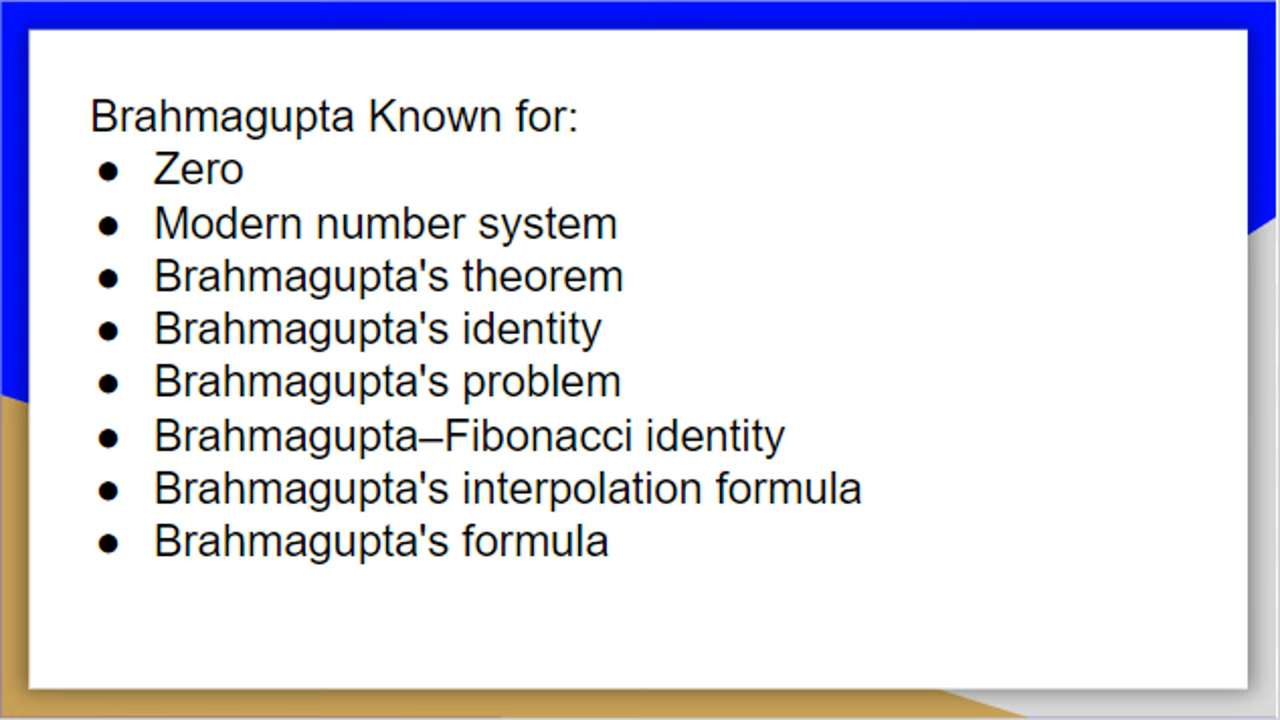 Brahmagupta Known for:
● Zero
● Modern number system
● Brahmagupta's theorem
● Brahmagupta's identity
● Brahmagupta's problem
● Brahmagupta–Fibonacci identity
● Brahmagupta's interpolation formula
● Brahmagupta's formula